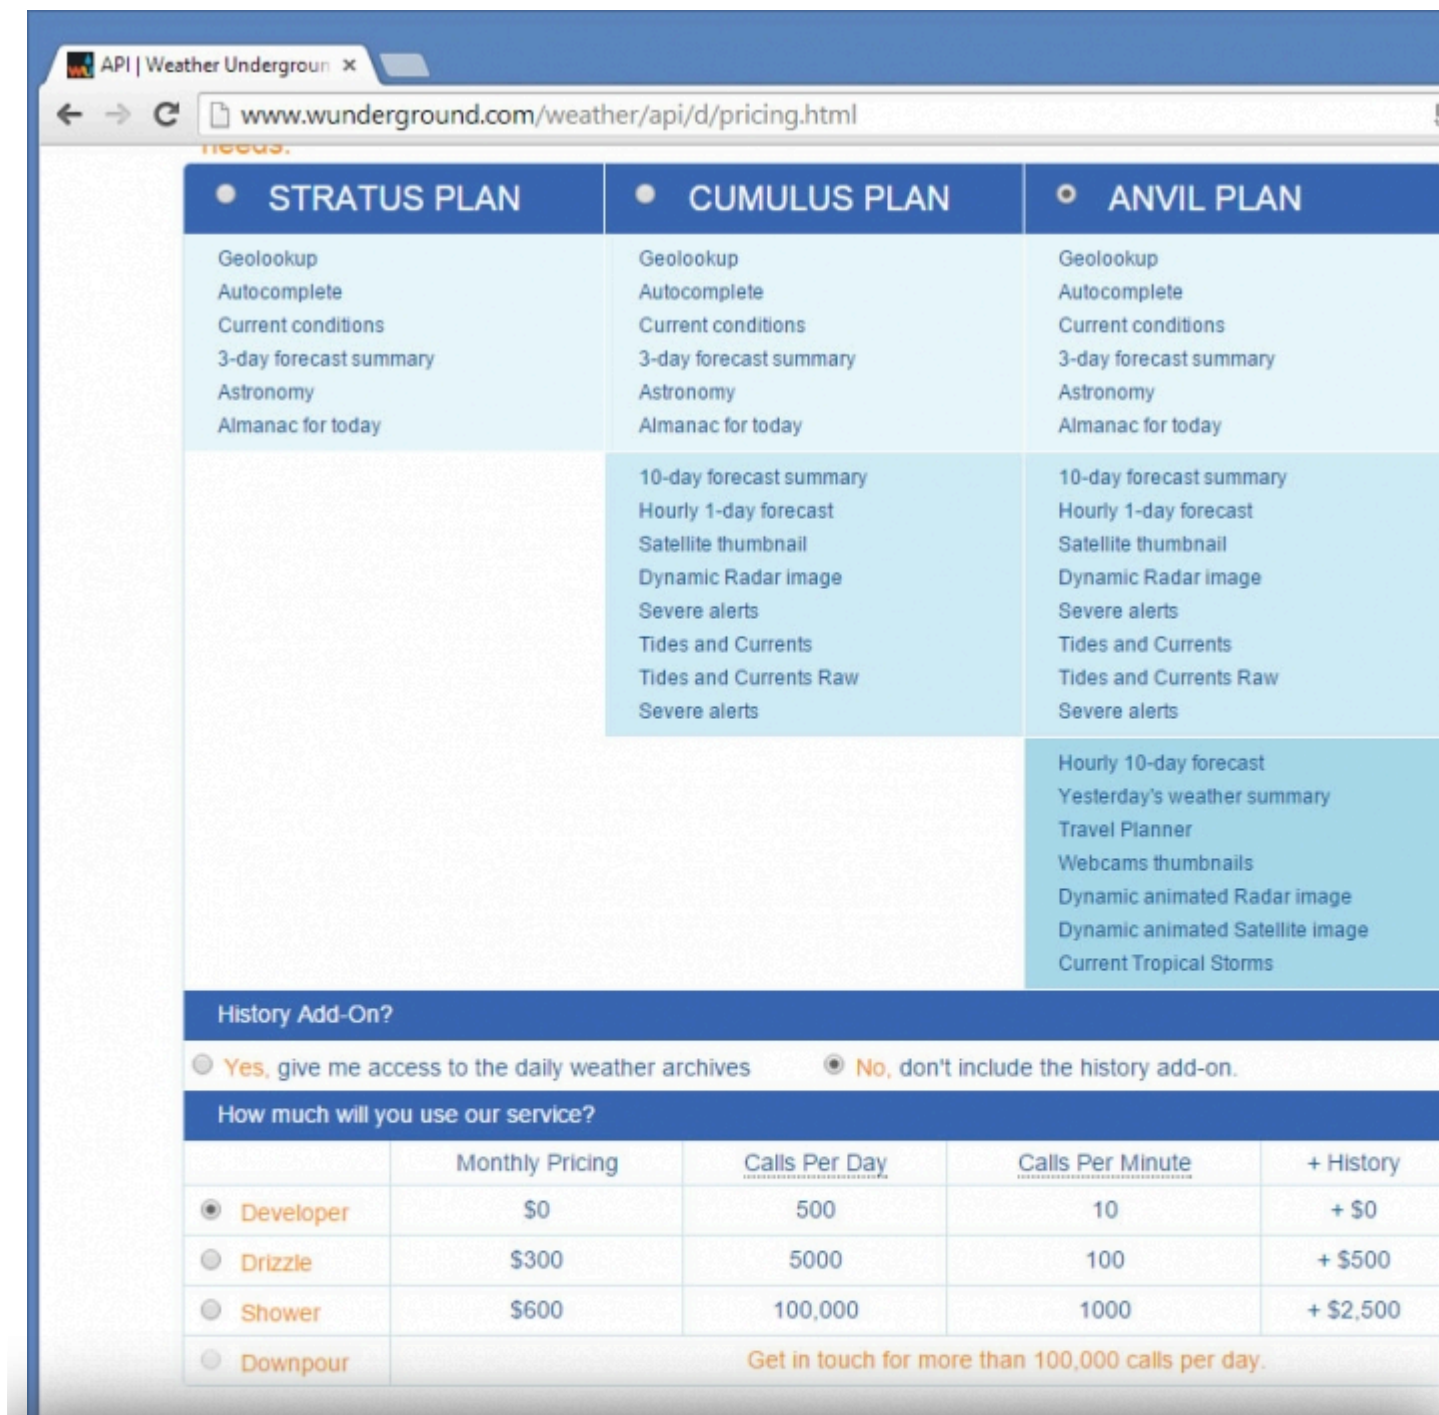 API | Weather Undergroun
www.wunderground.com/weather/api/d/pricing.html
needs.
STRATUS PLAN CUMULUS PLAN ANVIL PLAN
Geolookup Geolookup Geolookup
Autocomplete Autocomplete Autocomplete
Current conditions Current conditions Current conditions
3-day forecast summary 3-day forecast summary 3-day forecast summary
Astronomy Astronomy Astronomy
Almanac for today Almanac for today Almanac for today
10-day forecast summary 10-day forecast summary
Hourly 1-day forecast Hourly 1-day forecast
Satellite thumbnail Satellite thumbnail
Dynamic Radar image Dynamic Radar image
Severe alerts Severe alerts
Tides and Currents Tides and Currents
Tides and Currents Raw Tides and Currents Raw
Severe alerts Severe alerts
Hourly 10-day forecast
Yesterday's weather summary
Travel Planner
Webcams thumbnails
Dynamic animated Radar image
Dynamic animated Satellite image
Current Tropical Storms
History Add-On?
Yes, give me access to the daily weather archives No, don't include the history add-on.
How much will you use our service?
Monthly Pricing Calls Per Day Calls Per Minute + History
Developer $0 500 10 + $0
Drizzle $300 5000 100 + $500
Shower $600 100,000 1000 + $2,500
Downpour Get in touch for more than 100,000 calls per day.